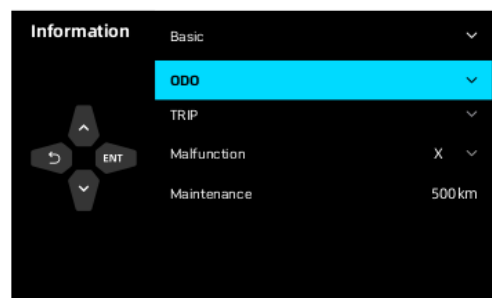 Information
Basic
ODO
TRIP
ENT
Malfunction X
Maintenance 500km